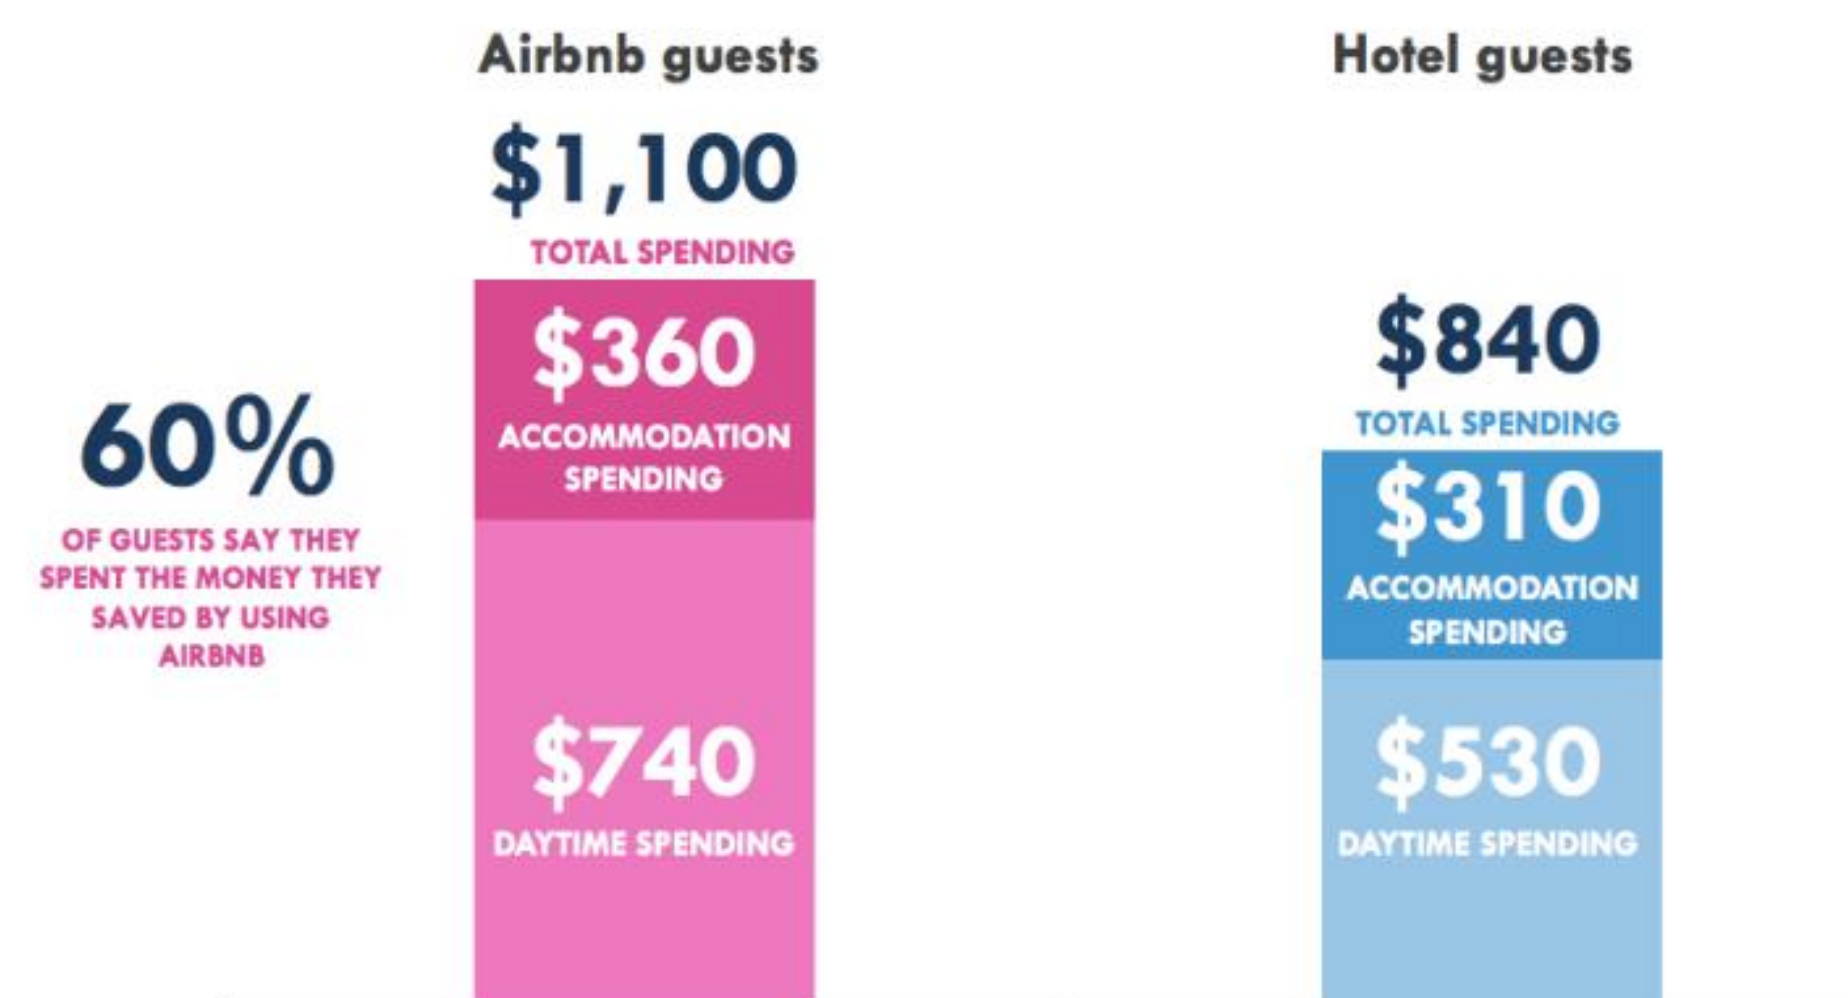 Airbnb guests
$1,100
TOTAL SPENDING
$360
ACCOMMODATION
SPENDING
$740
DAYTIME SPENDING
60%
OF GUESTS SAY THEY
SPENT THE MONEY THEY
SAVED BY USING
AIRBNB
Hotel guests
$840
TOTAL SPENDING
$310
ACCOMMODATION
SPENDING
$530
DAYTIME SPENDING